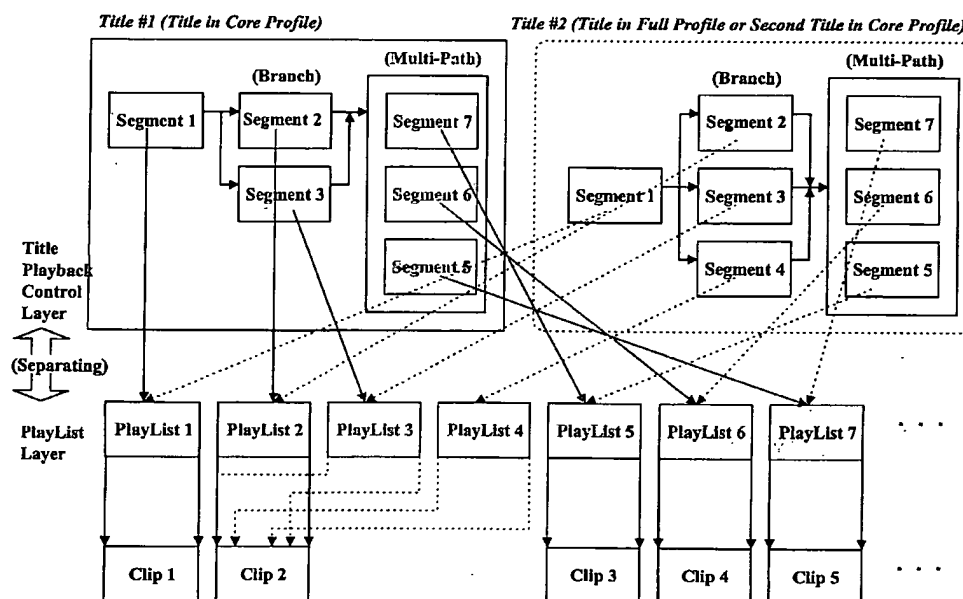 Title #1 (Title in Core Profile)
Title #2 (Title in Full Profile or Second Title in Core Profile)
(Branch)
(Multi-Path)
Segment 1
Segment 2
Segment 3
Segment 7
Segment 6
Segment 5
(Branch)
(Multi-Path)
Segment 1
Segment 2
Segment 3
Segment 4
Segment 7
Segment 6
Segment 5
Title
Playback
Control
Layer
(Separating)
PlayList
Layer
PlayList 1
PlayList 2
PlayList 3
PlayList 4
PlayList 5
PlayList 6
PlayList 7
. . .
Clip 1
Clip 2
Clip 3
Clip 4
Clip 5
. . .